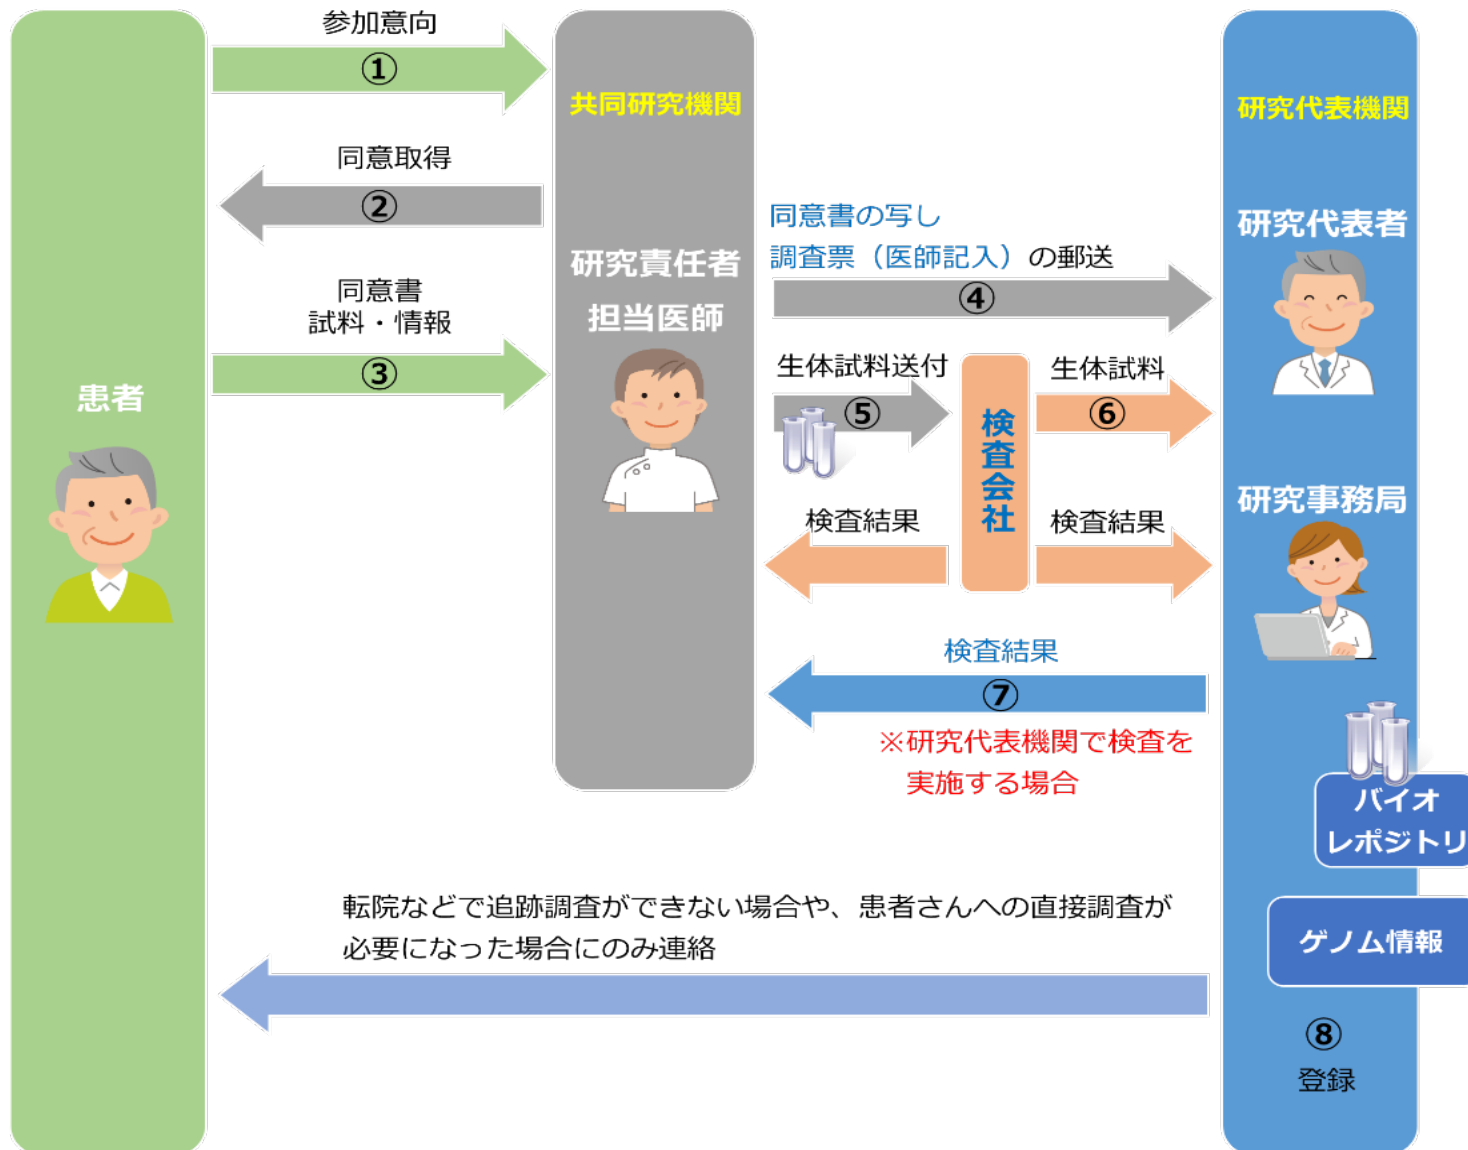 参加意向
①
同意取得
②
同意書
試料・情報
③
患者
共同研究機関
研究責任者
担当医師
同意書の写し
調査票（医師記入）の郵送
④
生体試料送付
⑤
検査会社
生体試料
⑥
検査結果
検査結果
検査結果
⑦
※研究代表機関で検査を
実施する場合
研究代表機関
研究代表者
研究事務局
バイオ
レポジトリ
ゲノム情報
⑧
登録
転院などで追跡調査ができない場合や、患者さんへの直接調査が
必要になった場合にのみ連絡